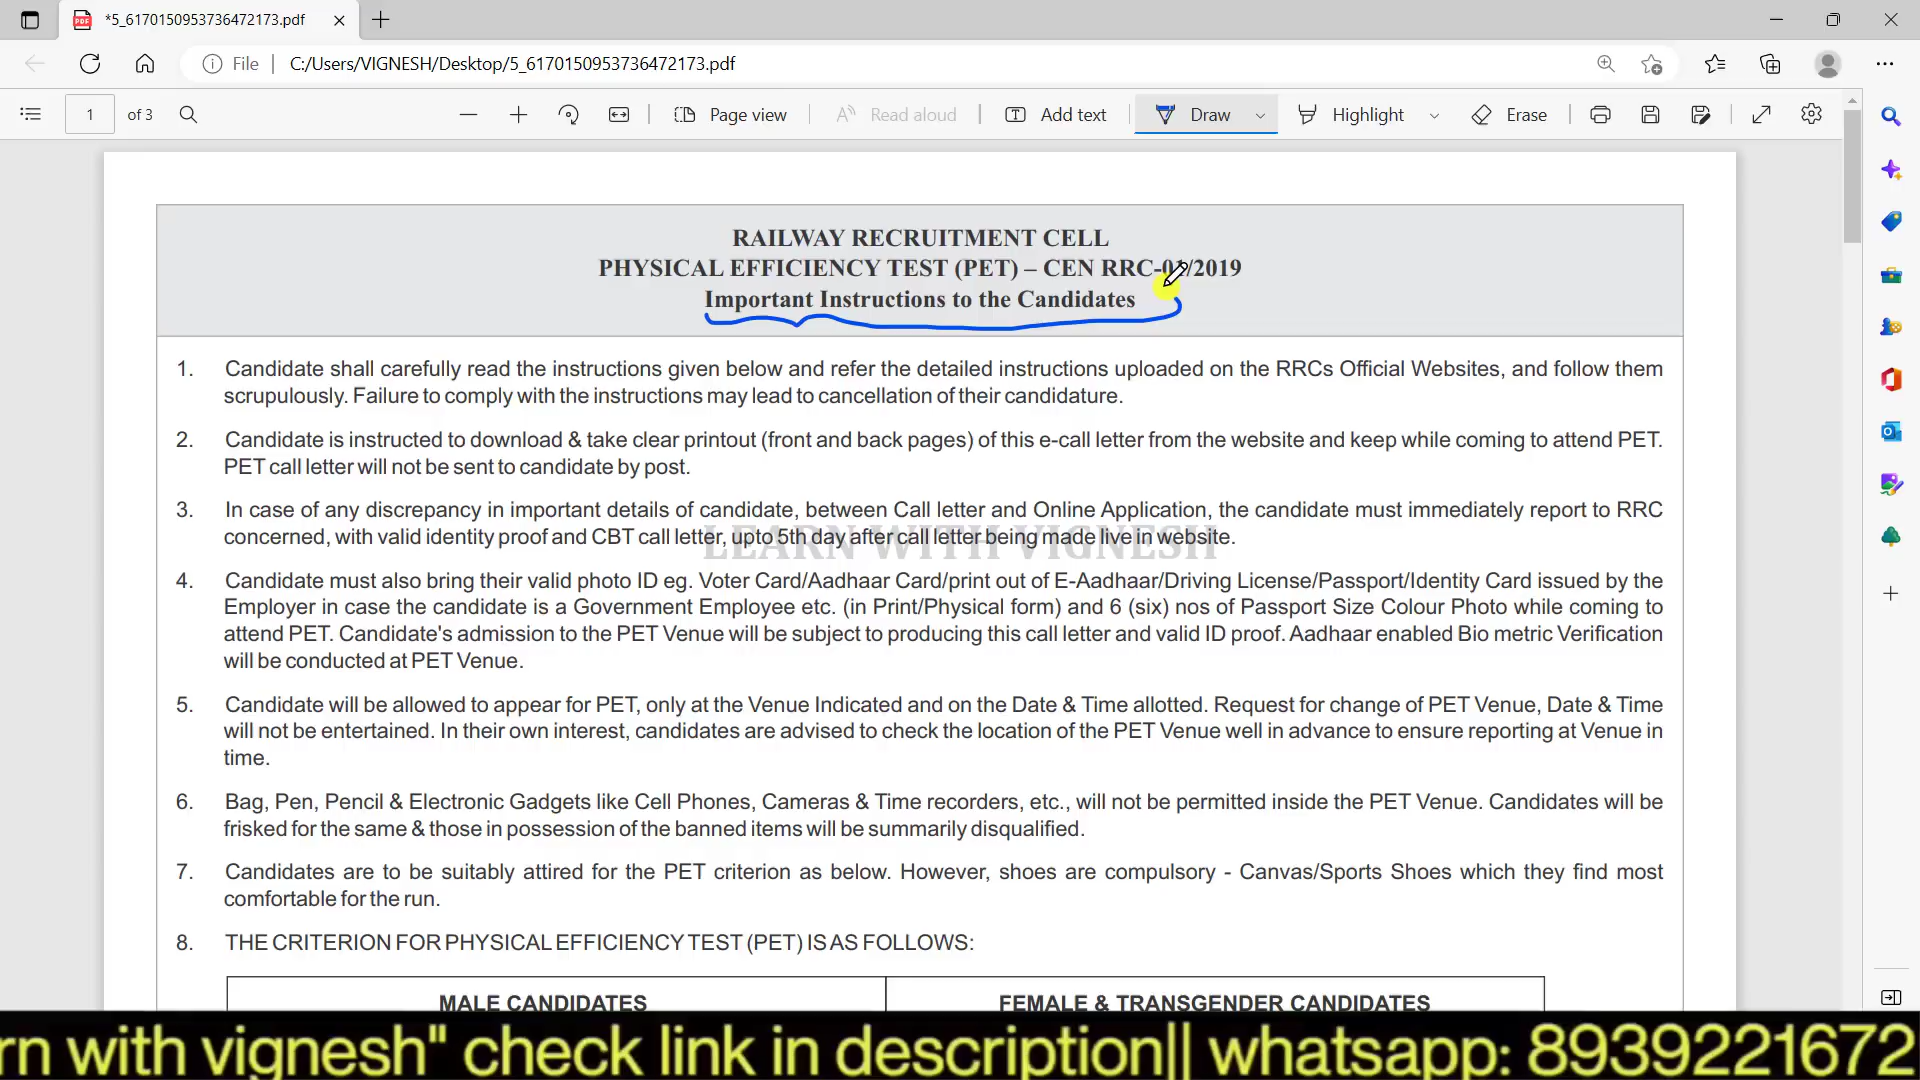 *5_6170150953736472173.pdf
File
C:/Users/VIGNESH/Desktop/5_6170150953736472173.pdf
1 of 3
Page view
Read aloud
Add text
Draw
Highlight
Erase
RAILWAY RECRUITMENT CELL
PHYSICAL EFFICIENCY TEST (PET) – CEN RRC-01/2019
Important Instructions to the Candidates
1. Candidate shall carefully read the instructions given below and refer the detailed instructions uploaded on the RRCs Official Websites, and follow them
scrupulously. Failure to comply with the instructions may lead to cancellation of their candidature.
2. Candidate is instructed to download & take clear printout (front and back pages) of this e-call letter from the website and keep while coming to attend PET.
PET call letter will not be sent to candidate by post.
3. In case of any discrepancy in important details of candidate, between Call letter and Online Application, the candidate must immediately report to RRC
concerned, with valid identity proof and CBT call letter, upto 5th day after call letter being made live in website.
LEARN WITH VIGNESH
4. Candidate must also bring their valid photo ID eg. Voter Card/Aadhaar Card/print out of E-Aadhaar/Driving License/Passport/Identity Card issued by the
Employer in case the candidate is a Government Employee etc. (in Print/Physical form) and 6 (six) nos of Passport Size Colour Photo while coming to
attend PET. Candidate's admission to the PET Venue will be subject to producing this call letter and valid ID proof. Aadhaar enabled Bio metric Verification
will be conducted at PET Venue.
5. Candidate will be allowed to appear for PET, only at the Venue Indicated and on the Date & Time allotted. Request for change of PET Venue, Date & Time
will not be entertained. In their own interest, candidates are advised to check the location of the PET Venue well in advance to ensure reporting at Venue in
time.
6. Bag, Pen, Pencil & Electronic Gadgets like Cell Phones, Cameras & Time recorders, etc., will not be permitted inside the PET Venue. Candidates will be
frisked for the same & those in possession of the banned items will be summarily disqualified.
7. Candidates are to be suitably attired for the PET criterion as below. However, shoes are compulsory - Canvas/Sports Shoes which they find most
comfortable for the run.
8. THE CRITERION FOR PHYSICAL EFFICIENCY TEST (PET) IS AS FOLLOWS:
MALE CANDIDATES
FEMALE & TRANSGENDER CANDIDATES
rn with vignesh" check link in description|| whatsapp: 8939221672